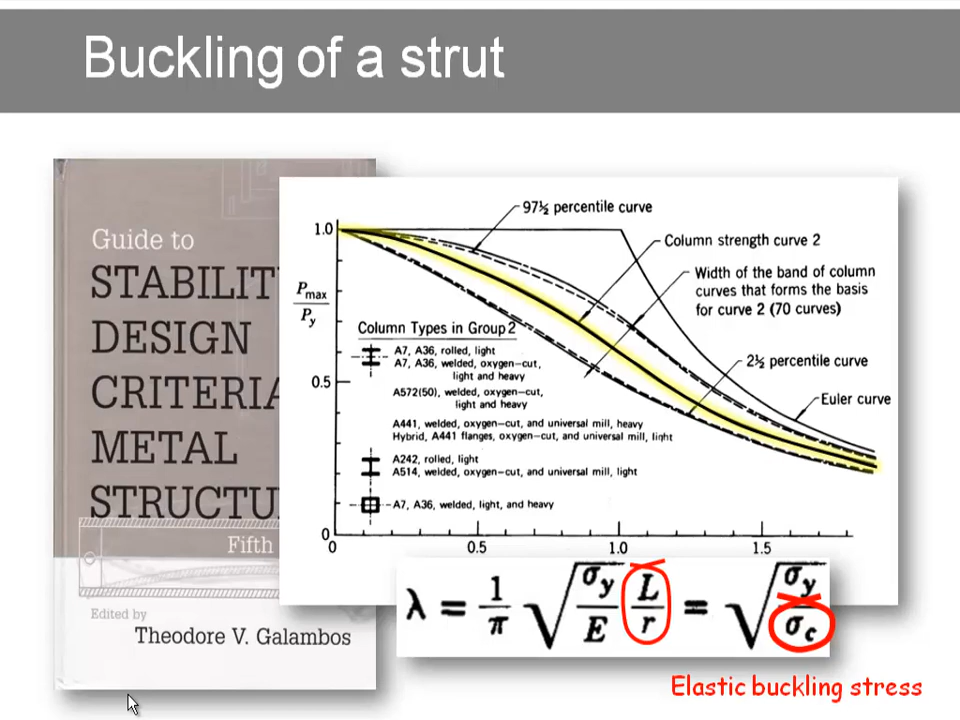 Buckling of a strut
Guide to
STABILIT
DESIGN
CRITERIA
METAL
STRUCTU
Fifth
Edited by
Theodore V. Galambos
97½ percentile curve
Column strength curve 2
Width of the band of column
curves that forms the basis
for curve 2 (70 curves)
2½ percentile curve
Euler curve
1.0
Pmax
Py
0.5
0
0
0.5
1.0
1.5
Column Types in Group 2
A7, A36, rolled, light
A7, A36, welded, oxygen-cut,
light and heavy
A572(50), welded, oxygen-cut,
light and heavy
A441, welded, oxygen-cut, and universal mill, heavy
Hybrid, A441 flanges, oxygen-cut, and universal mill, light
A242, rolled, light
A514, welded, oxygen-cut, and universal mill, light
A7, A36, welded, light, and heavy
λ = 1/π √(σy/E) L/r = √(σy/σc)
Elastic buckling stress